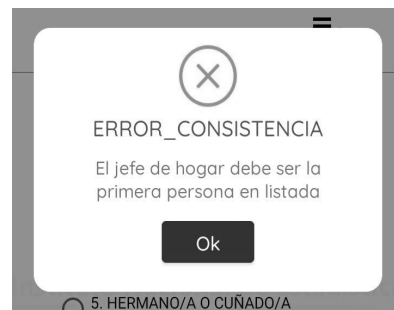 ERROR_CONSISTENCIA
El jefe de hogar debe ser la
primera persona en listada
Ok
5. HERMANO/A O CUÑADO/A